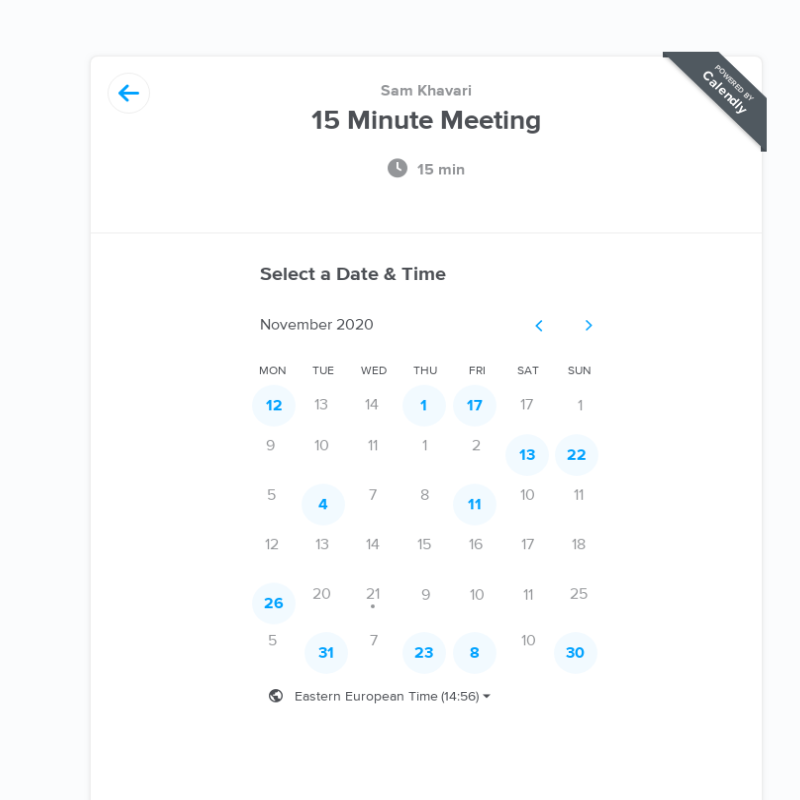 POWERED BY
Calendly
Sam Khavari
15 Minute Meeting
15 min
Select a Date & Time
November 2020
MON TUE WED THU FRI SAT SUN
12 13 14 1 17 17 1
9 10 11 1 2 13 22
5 4 7 8 11 10 11
12 13 14 15 16 17 18
26 20 21 9 10 11 25
5 31 7 23 8 10 30
Eastern European Time (14:56)